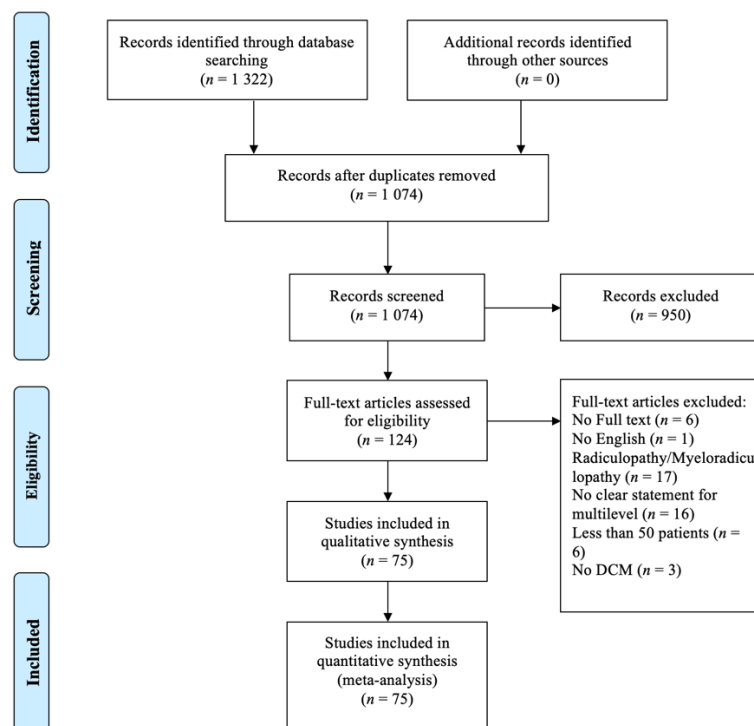 Identification
Records identified through database
searching
(n = 1 322)
Additional records identified
through other sources
(n = 0)
Records after duplicates removed
(n = 1 074)
Screening
Records screened
(n = 1 074)
Records excluded
(n = 950)
Eligibility
Full-text articles assessed
for eligibility
(n = 124)
Full-text articles excluded:
No Full text (n = 6)
No English (n = 1)
Radiculopathy/Myeloradicu
lopathy (n = 17)
No clear statement for
multilevel (n = 16)
Less than 50 patients (n =
6)
No DCM (n = 3)
Studies included in
qualitative synthesis
(n = 75)
Included
Studies included in
quantitative synthesis
(meta-analysis)
(n = 75)